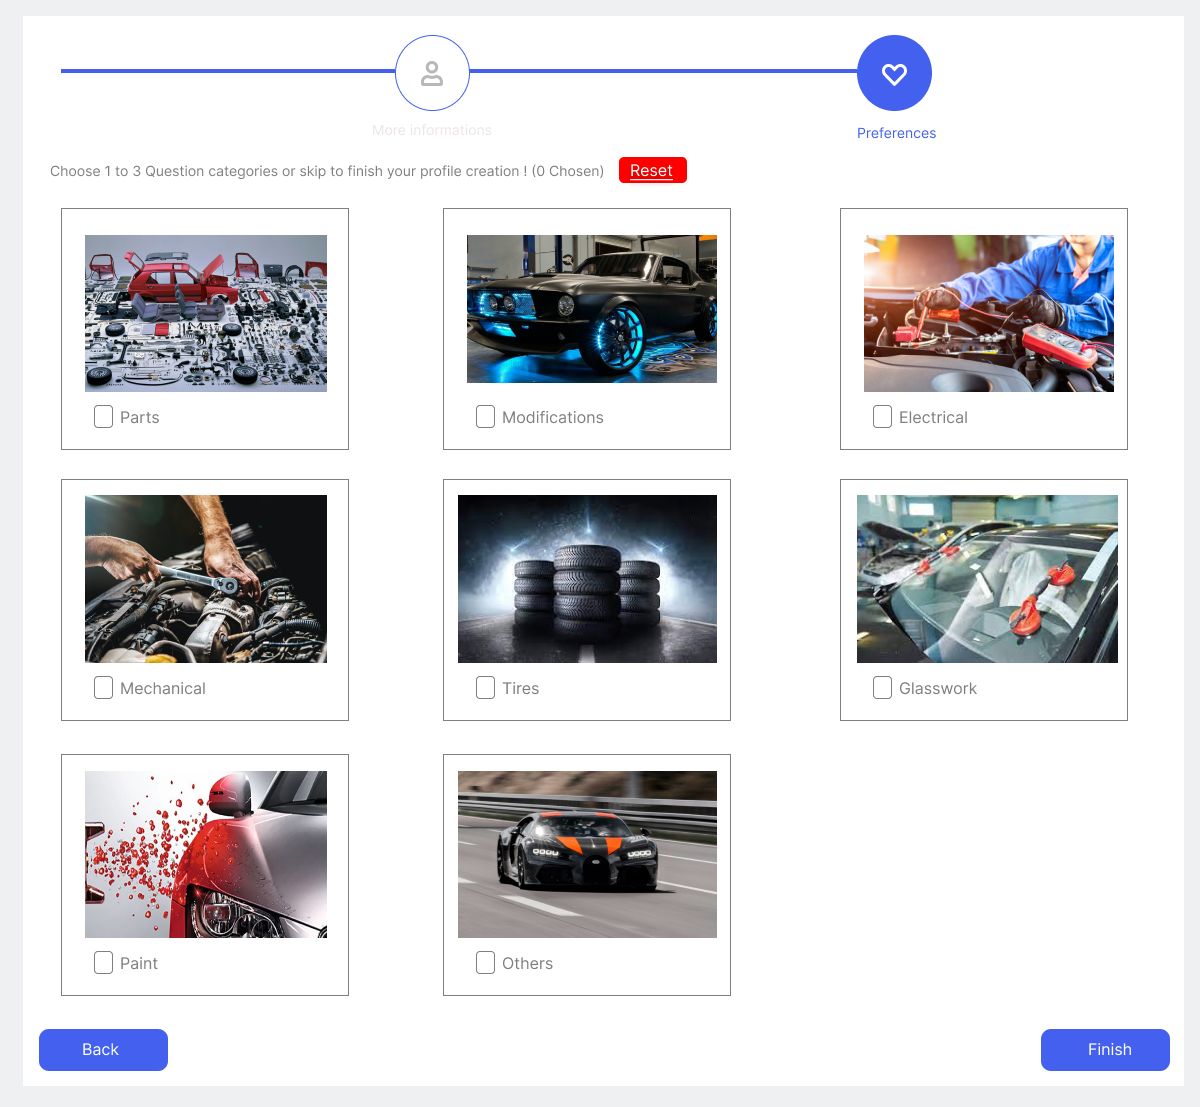 More informations
Preferences
Choose 1 to 3 Question categories or skip to finish your profile creation ! (0 Chosen) Reset
Parts
Modifications
Electrical
Mechanical
Tires
Glasswork
Paint
Others
Back
Finish